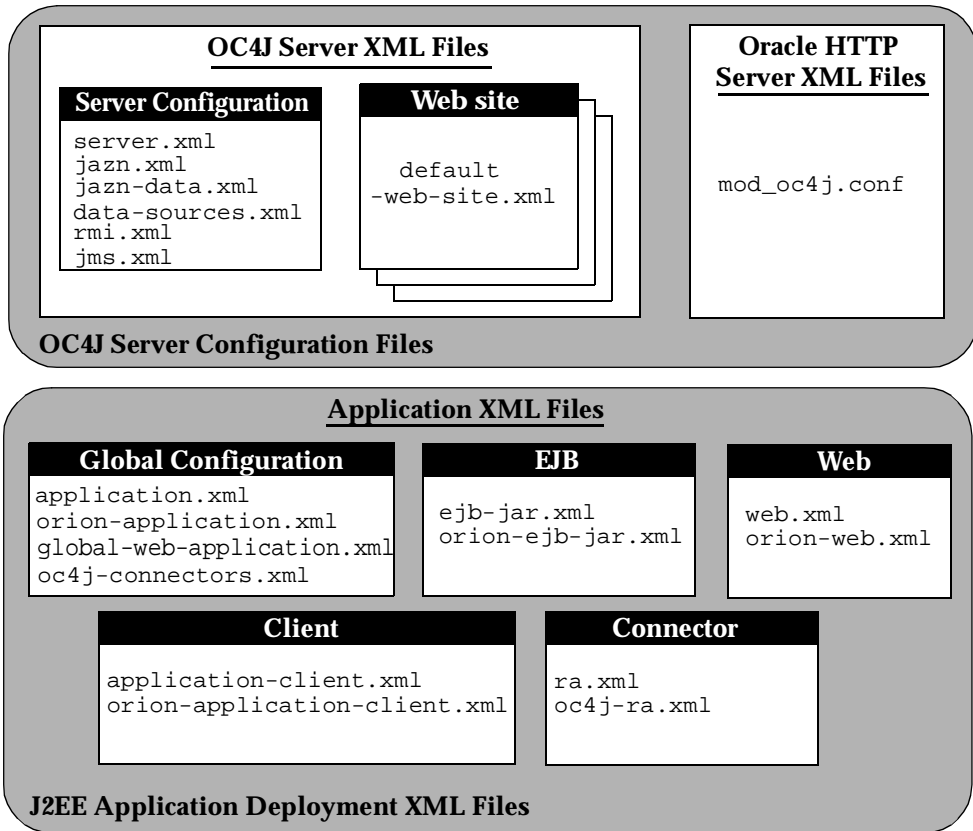 OC4J Server XML Files
Server Configuration
server.xml
jazn.xml
jazn-data.xml
data-sources.xml
rmi.xml
jms.xml
Web site
default
-web-site.xml
Oracle HTTP
Server XML Files
mod_oc4j.conf
OC4J Server Configuration Files
Application XML Files
Global Configuration
application.xml
orion-application.xml
global-web-application.xml
oc4j-connectors.xml
EJB
ejb-jar.xml
orion-ejb-jar.xml
Web
web.xml
orion-web.xml
Client
application-client.xml
orion-application-client.xml
Connector
ra.xml
oc4j-ra.xml
J2EE Application Deployment XML Files